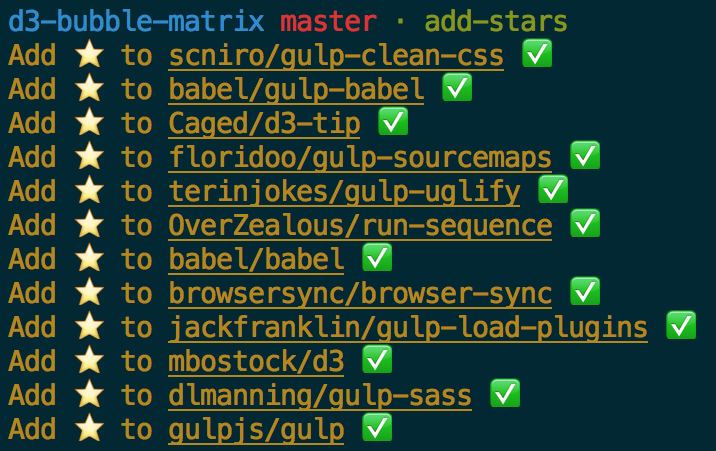 d3-bubble-matrix master · add-stars
Add ⭐ to scniro/gulp-clean-css ✅
Add ⭐ to babel/gulp-babel ✅
Add ⭐ to Caged/d3-tip ✅
Add ⭐ to floridoo/gulp-sourcemaps ✅
Add ⭐ to terinjokes/gulp-uglify ✅
Add ⭐ to OverZealous/run-sequence ✅
Add ⭐ to babel/babel ✅
Add ⭐ to browsersync/browser-sync ✅
Add ⭐ to jackfranklin/gulp-load-plugins ✅
Add ⭐ to mbostock/d3 ✅
Add ⭐ to dlmanning/gulp-sass ✅
Add ⭐ to gulpjs/gulp ✅